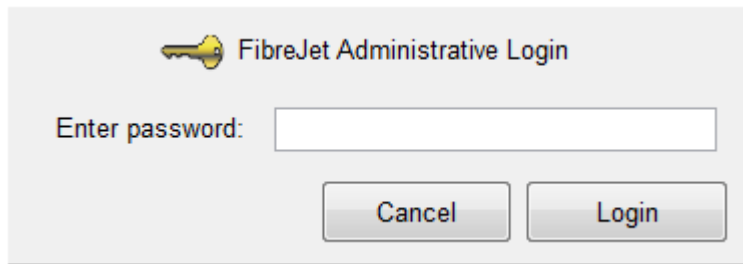 FibreJet Administrative Login
Enter password:
Cancel Login